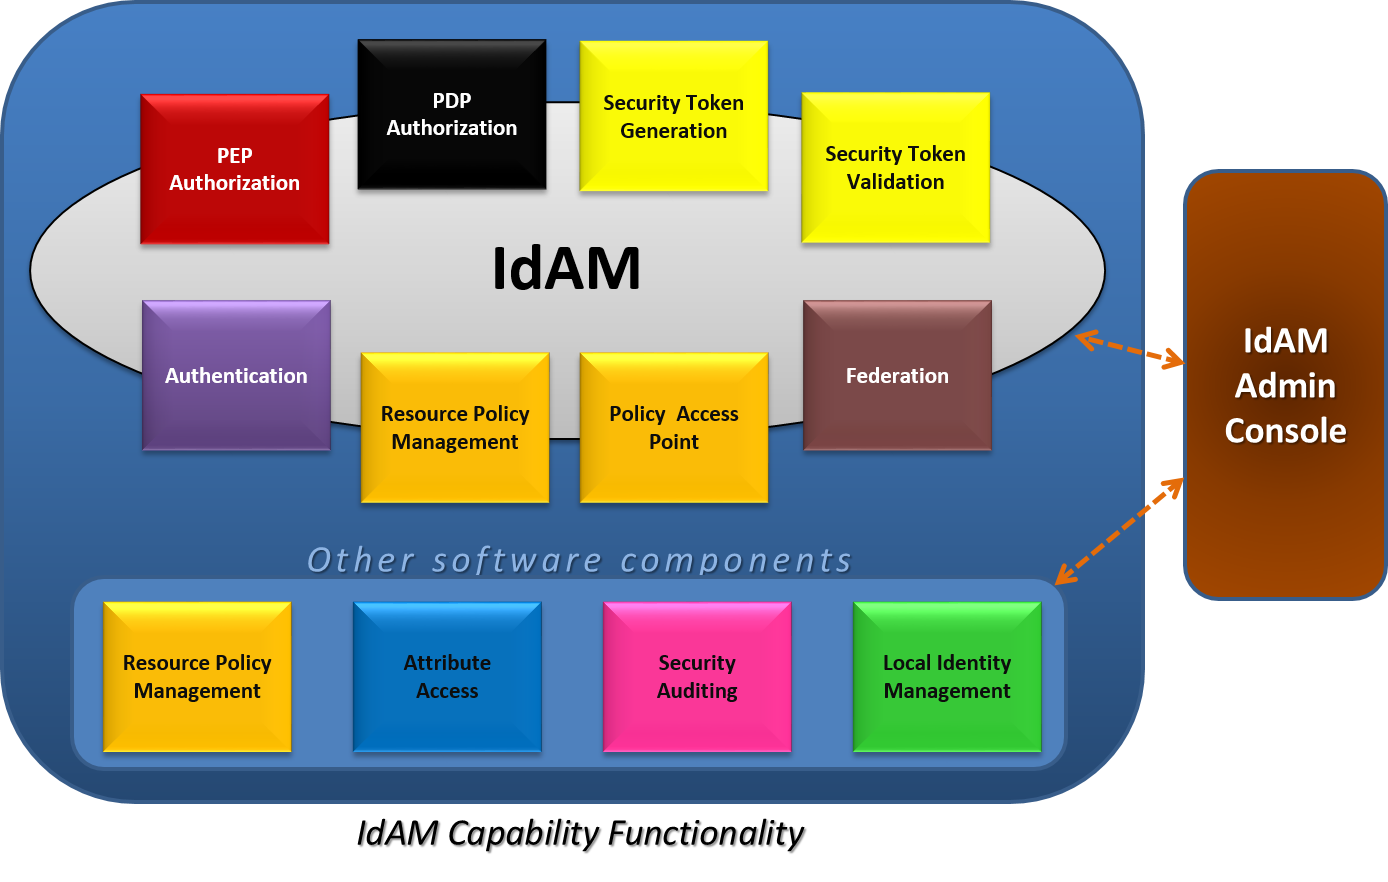 PDP
Authorization
Security Token
Generation
PEP
Authorization
Security Token
Validation
IdAM
Authentication
Resource Policy
Management
Policy Access
Point
Federation
IdAM
Admin
Console
Other software components
Resource Policy
Management
Attribute
Access
Security
Auditing
Local Identity
Management
IdAM Capability Functionality